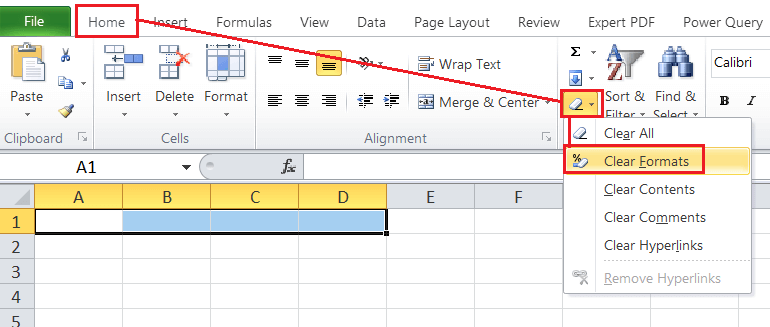 File Home Insert Formulas View Data Page Layout Review Expert PDF Power Query
Paste Insert Delete Format Wrap Text Merge & Center Σ Sort & Filter Find & Select Calibri B I
Clipboard Cells Alignment
Clear All
Clear Formats
Clear Contents
Clear Comments
Clear Hyperlinks
Remove Hyperlinks
A1 fx
A B C D E F
1
2
3
4
5